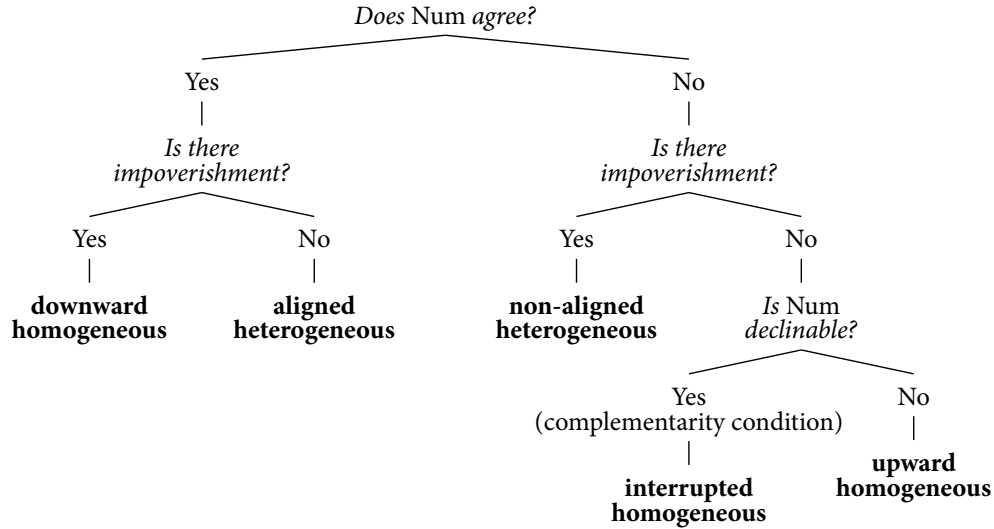 Does Num agree?
Yes
No
Is there
impoverishment?
Is there
impoverishment?
Yes
No
Yes
No
downward
homogeneous
aligned
heterogeneous
non-aligned
heterogeneous
Is Num
declinable?
Yes
(complementarity condition)
No
interrupted
homogeneous
upward
homogeneous